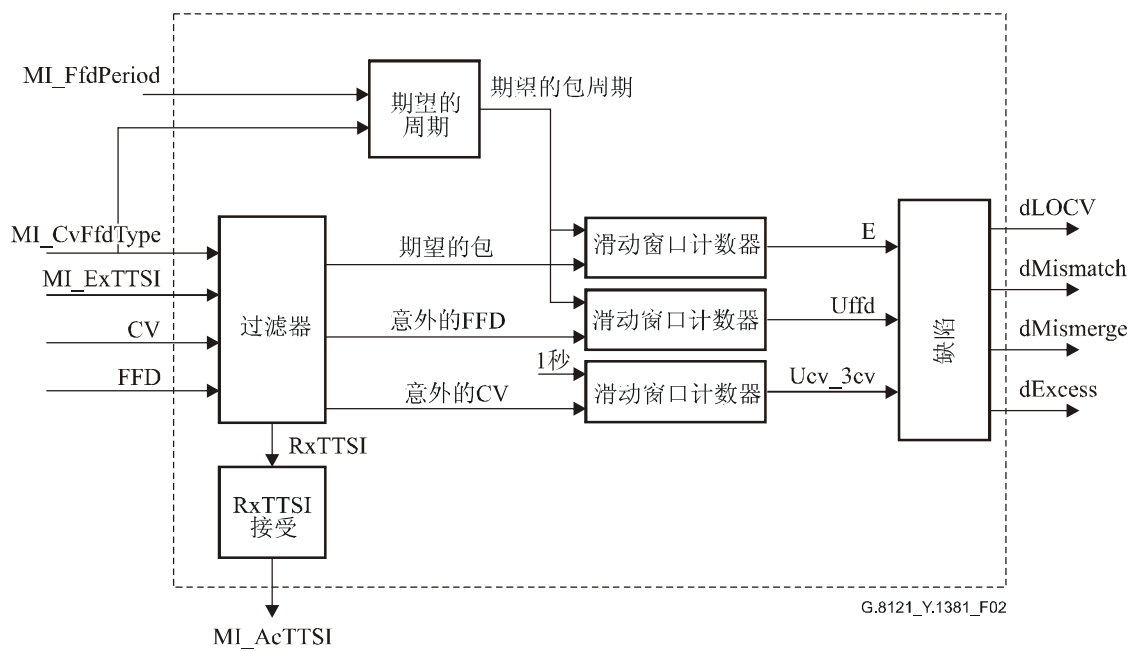 MI_FfdPeriod
期望的
周期
期望的包周期
MI_CvFfdType
MI_ExTTSI
CV
FFD
过滤器
期望的包
意外的FFD
1秒
意外的CV
滑动窗口计数器
滑动窗口计数器
滑动窗口计数器
E
Uffd
Ucv_3cv
缺陷
dLOCV
dMismatch
dMismerge
dExcess
RxTTSI
RxTTSI
接受
MI_AcTTSI
G.8121_Y.1381_F02